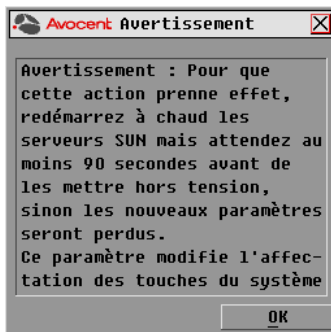 Avocent Avertissement
Avertissement : Pour que
cette action prenne effet,
redémarrez à chaud les
serveurs SUN mais attendez au
moins 90 secondes avant de
les mettre hors tension,
sinon les nouveaux paramètres
seront perdus.
Ce paramètre modifie l'affec-
tation des touches du système
OK